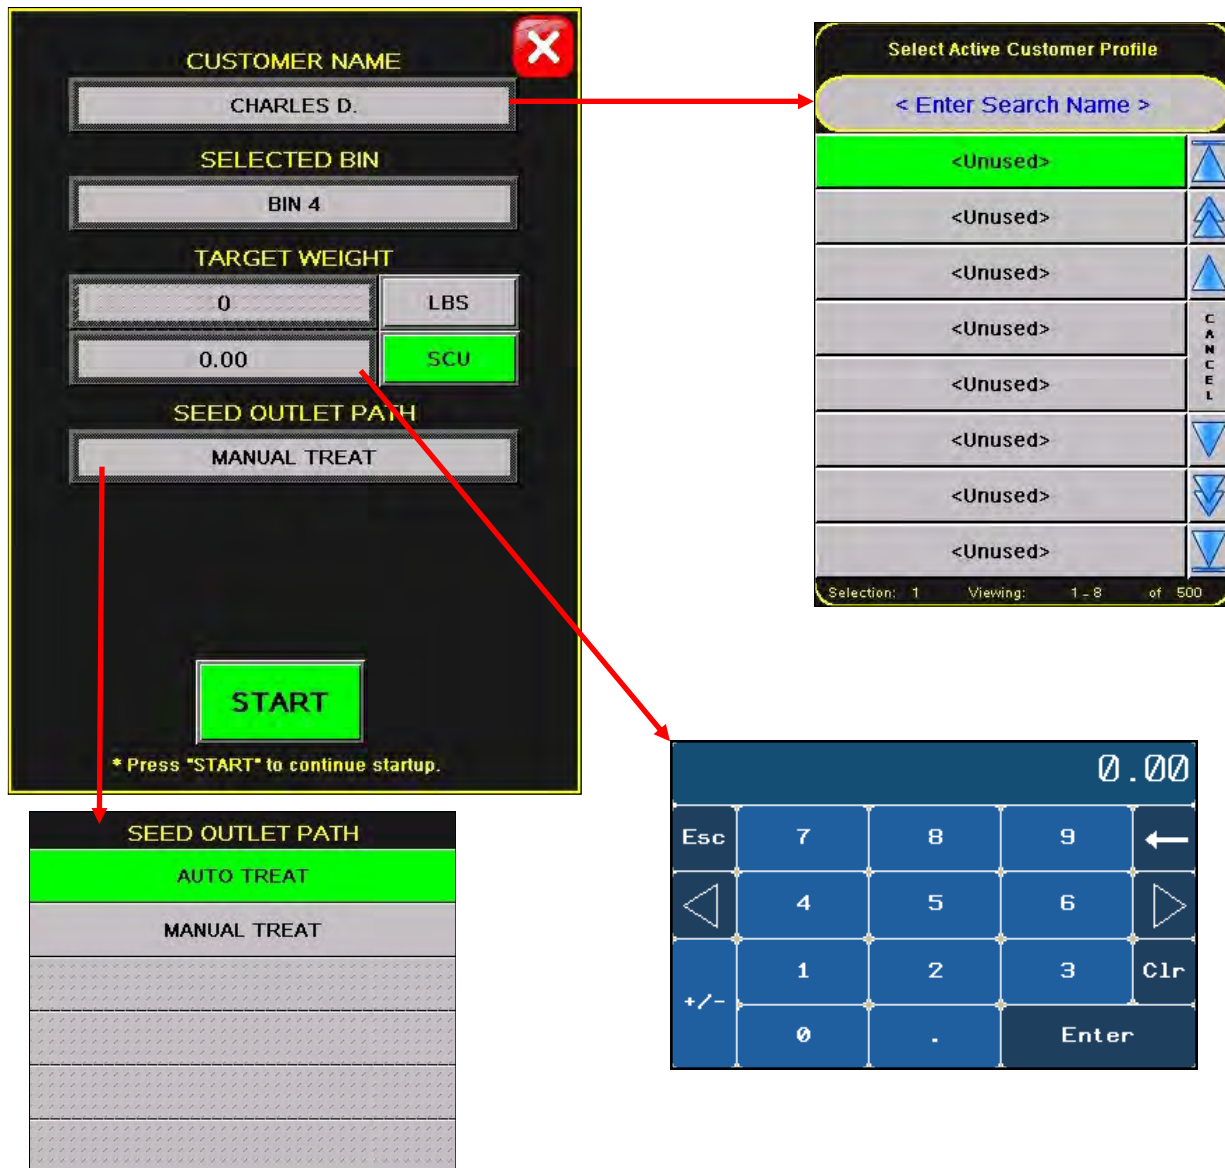 CUSTOMER NAME
CHARLES D.
SELECTED BIN
BIN 4
TARGET WEIGHT
0 LBS
0.00 SCU
SEED OUTLET PATH
MANUAL TREAT
START
* Press "START" to continue startup.
Select Active Customer Profile
< Enter Search Name >
<Unused>
<Unused>
<Unused>
<Unused>
<Unused>
<Unused>
<Unused>
<Unused>
CANCEL
Selection: 1 Viewing: 1 - 8 of 500
SEED OUTLET PATH
AUTO TREAT
MANUAL TREAT
0.00
Esc 7 8 9
4 5 6
1 2 3 Clr
+/-
0 . Enter